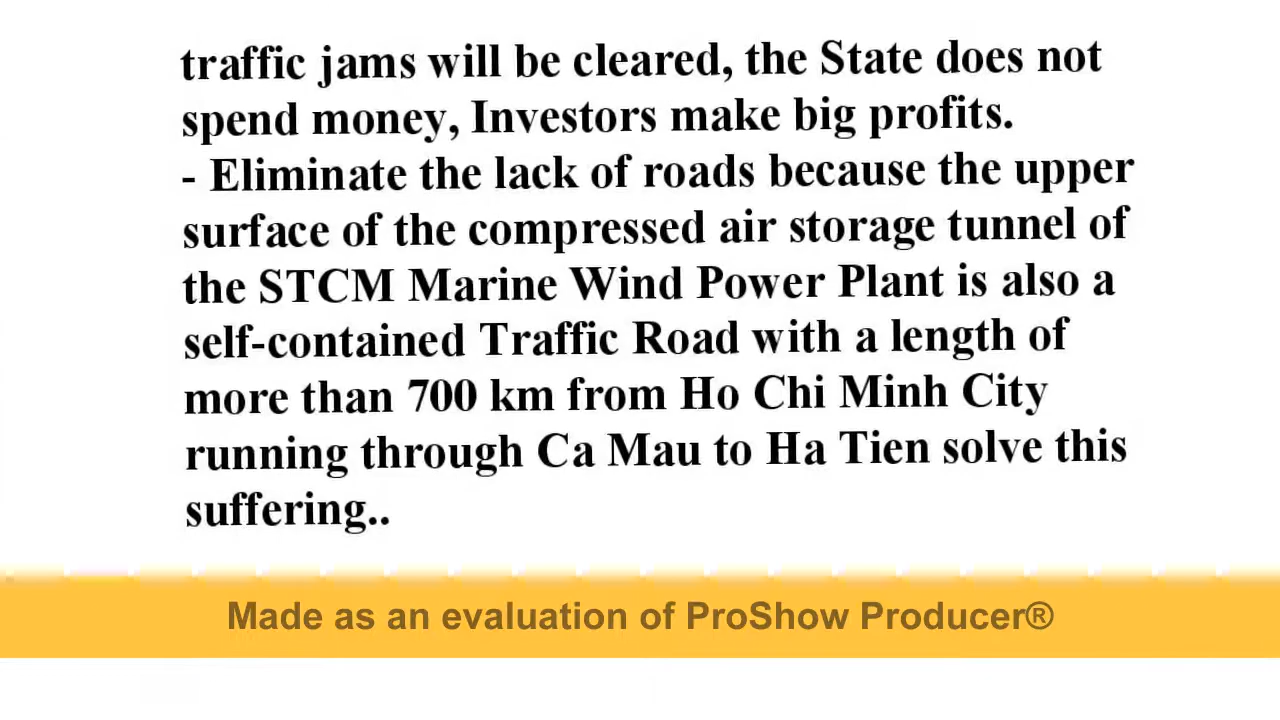 traffic jams will be cleared, the State does not
spend money, Investors make big profits.
- Eliminate the lack of roads because the upper
surface of the compressed air storage tunnel of
the STCM Marine Wind Power Plant is also a
self-contained Traffic Road with a length of
more than 700 km from Ho Chi Minh City
running through Ca Mau to Ha Tien solve this
suffering..
Made as an evaluation of ProShow Producer®